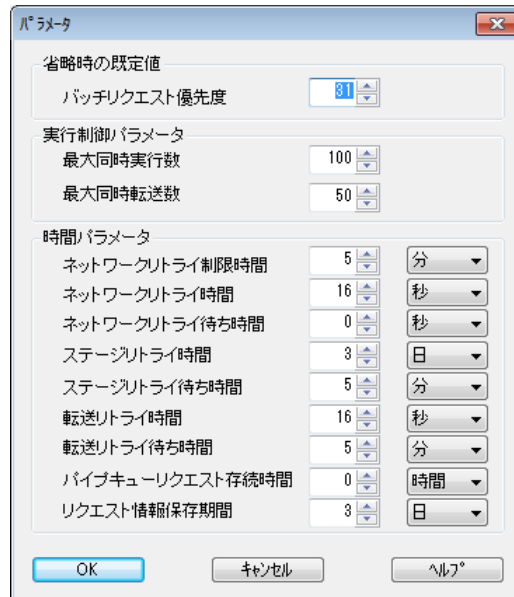 パラメータ
省略時の既定値
バッチリクエスト優先度 31
実行制御パラメータ
最大同時実行数 100
最大同時転送数 50
時間パラメータ
ネットワークリトライ制限時間 5 分
ネットワークリトライ時間 16 秒
ネットワークリトライ待ち時間 0 秒
ステージリトライ時間 3 日
ステージリトライ待ち時間 5 分
転送リトライ時間 16 秒
転送リトライ待ち時間 5 分
パイプキューリクエスト存続時間 0 時間
リクエスト情報保存期間 3 日
OK キャンセル ヘルプ